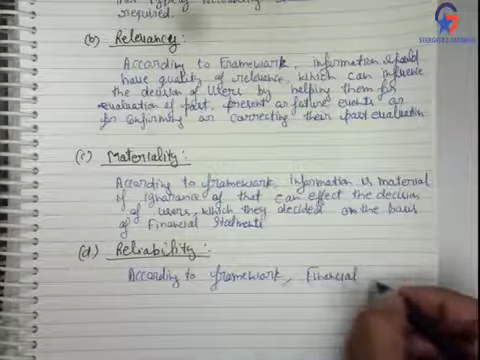 required.
(b) Relevancy:
According to Framework, information should
have quality of relevance, which can influence
the decision of users by helping them for
evaluation of past, present or future events or
for confirming or correcting their past evaluation
(c) Materiality:
According to framework Information is material
if ignorance of that can effect the decision
of users, which they decided on the basis
of Financial Statments
(d) Reliability:
According to framework, Financial